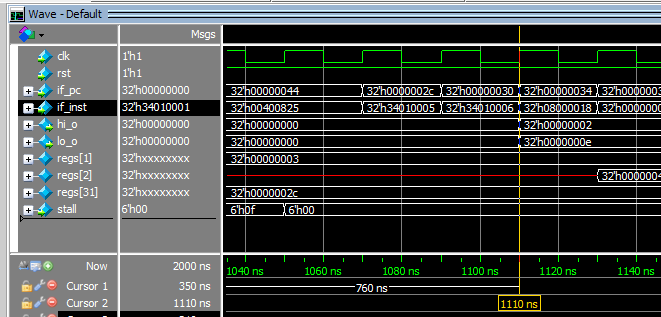 Wave - Default
Msgs
clk 1'h1
rst 1'h1
if_pc 32'h00000000 32'h00000044 32'h0000002c 32'h00000030 32'h00000034 32'h0000003
if_inst 32'h34010001 32'h00400825 32'h34010005 32'h34010006 32'h08000018 32'h0000000
hi_o 32'h00000000 32'h00000000 32'h00000002
lo_o 32'h00000000 32'h00000000 32'h0000000e
regs[1] 32'hxxxxxxxx 32'h00000003
regs[2] 32'hxxxxxxxx 32'h0000004
regs[31] 32'hxxxxxxxx 32'h0000002c
stall 6'h00 6'h0f 6'h00
Now 2000 ns 1040 ns 1060 ns 1080 ns 1100 ns 1120 ns 1140 ns
Cursor 1 350 ns 760 ns
Cursor 2 1110 ns 1110 ns